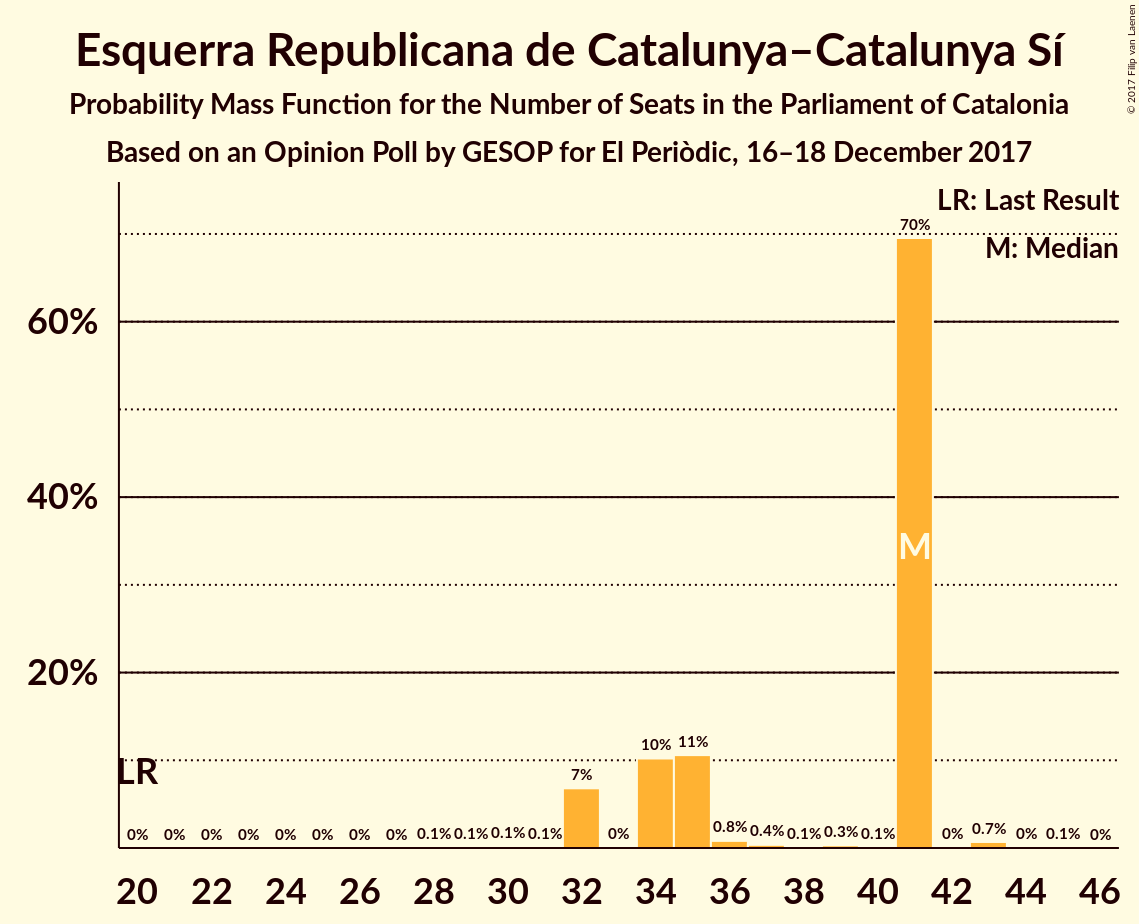 Esquerra Republicana de Catalunya–Catalunya Sí
Probability Mass Function for the Number of Seats in the Parliament of Catalonia
Based on an Opinion Poll by GESOP for El Periòdic, 16–18 December 2017
© 2017 Filip van Laenen
LR: Last Result
M: Median
70%
60%
40%
M
20%
LR
0% 0% 0% 0% 0% 0% 0% 0% 0.1% 0.1% 0.1% 0.1% 7% 0% 10% 11% 0.8% 0.4% 0.1% 0.3% 0.1% 0% 0.7% 0% 0.1% 0%
20 22 24 26 28 30 32 34 36 38 40 42 44 46